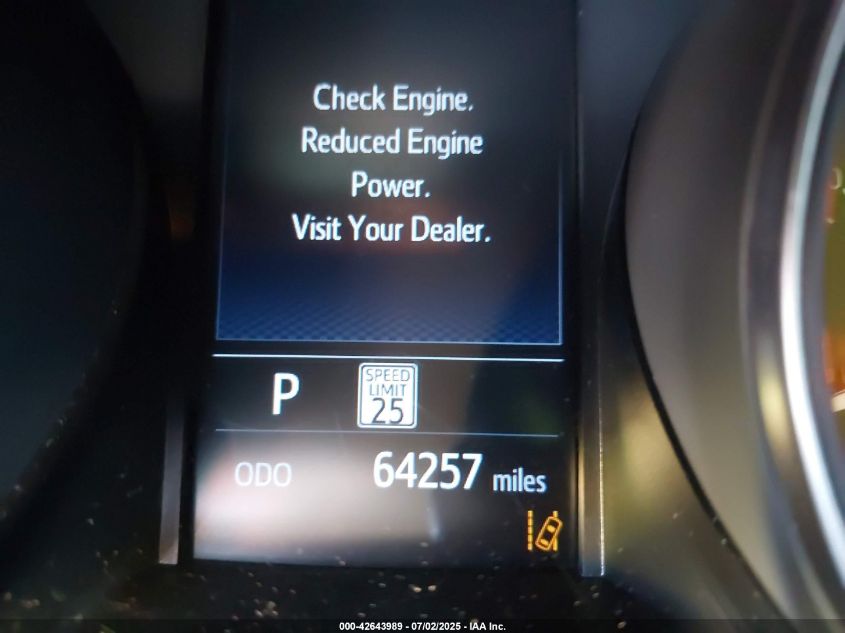 Check Engine.
Reduced Engine
Power.
Visit Your Dealer.
P
SPEED
LIMIT
25
ODO 64257 miles
000-42643989 - 07/02/2025 - IAA Inc.